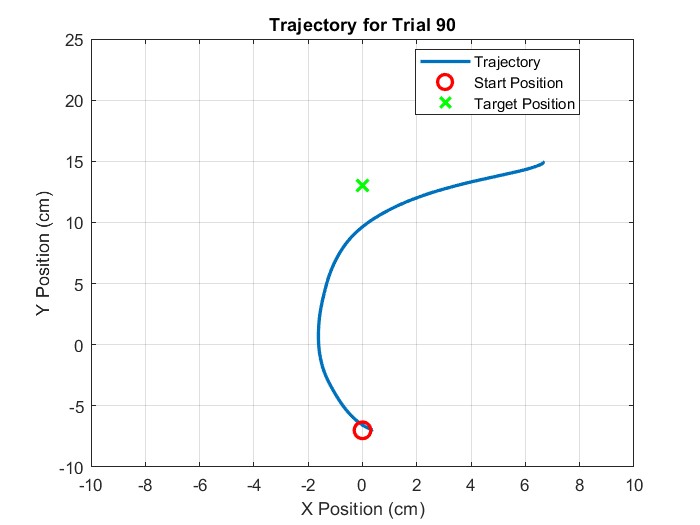 Trajectory for Trial 90
25
20
15
10
5
0
-5
-10
Y Position (cm)
Trajectory
Start Position
Target Position
-10 -8 -6 -4 -2 0 2 4 6 8 10
X Position (cm)